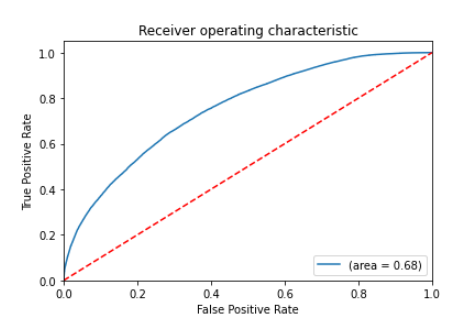 Receiver operating characteristic
1.0
0.8
0.6
0.4
0.2
0.0
True Positive Rate
(area = 0.68)
0.0 0.2 0.4 0.6 0.8 1.0
False Positive Rate